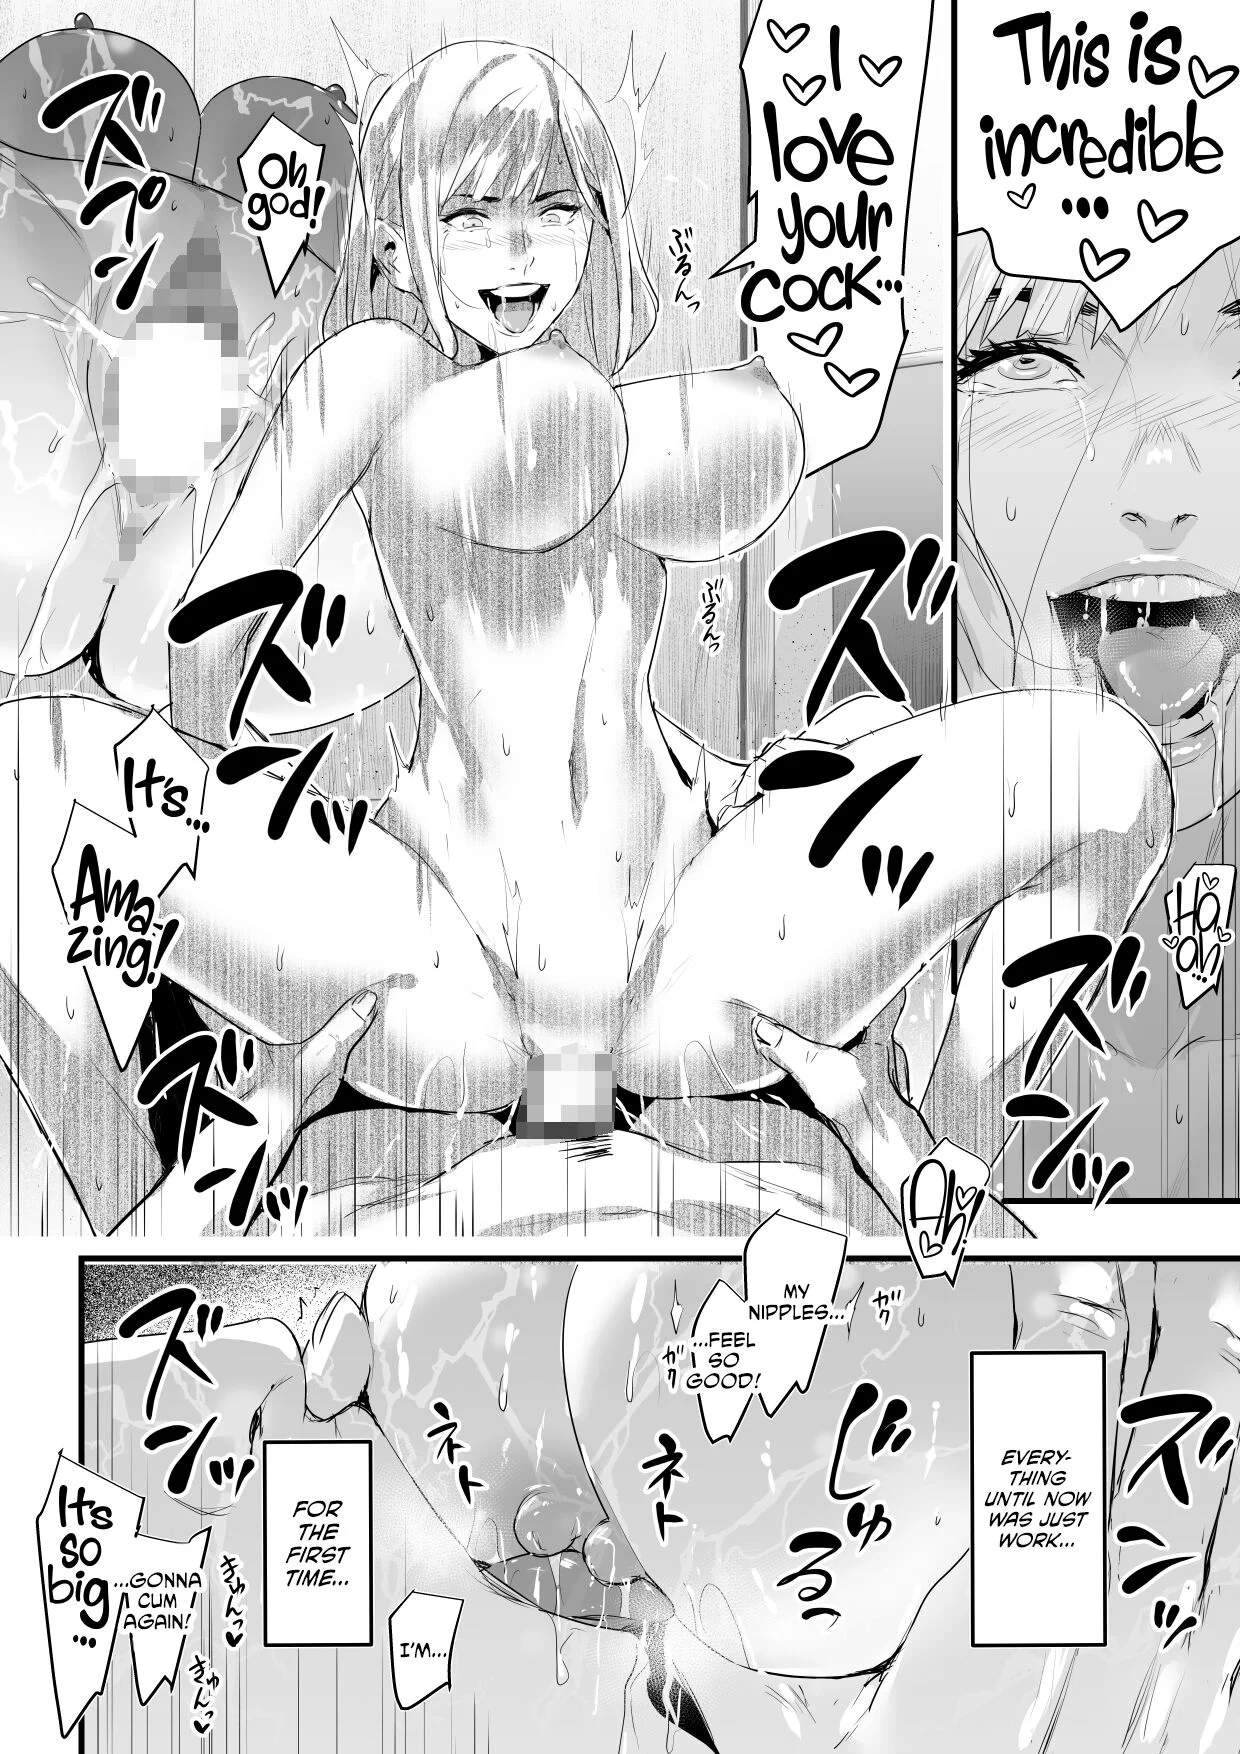 This is
incredible
...
I
love
your
cock...
Oh
god!
ズ
プン
ぶるんっ
ぶるんっ
ズ
ンッ
ズ
ンッ
It's...
Ama-
zing!
Ha
ah...
ズ
ンッ
ズ
ンッ
Ah!
MY
NIPPLES...
...FEEL
SO
GOOD!
ガク
ガク
EVERY-
THING
UNTIL NOW
WAS JUST
WORK...
ズ
ンッ
じゅ
るっ
ネト
ネト
FOR
THE
FIRST
TIME...
I'M...
ズ
ンッ
It's
so
big
...
...GONNA
CUM
AGAIN!
きゅんっ♥
きゅんっ♥